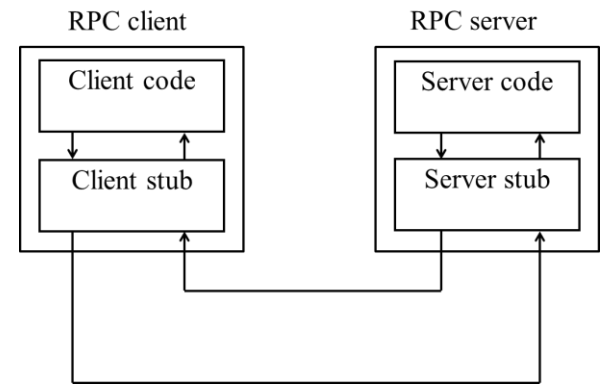 RPC client
RPC server
Client code
Server code
Client stub
Server stub